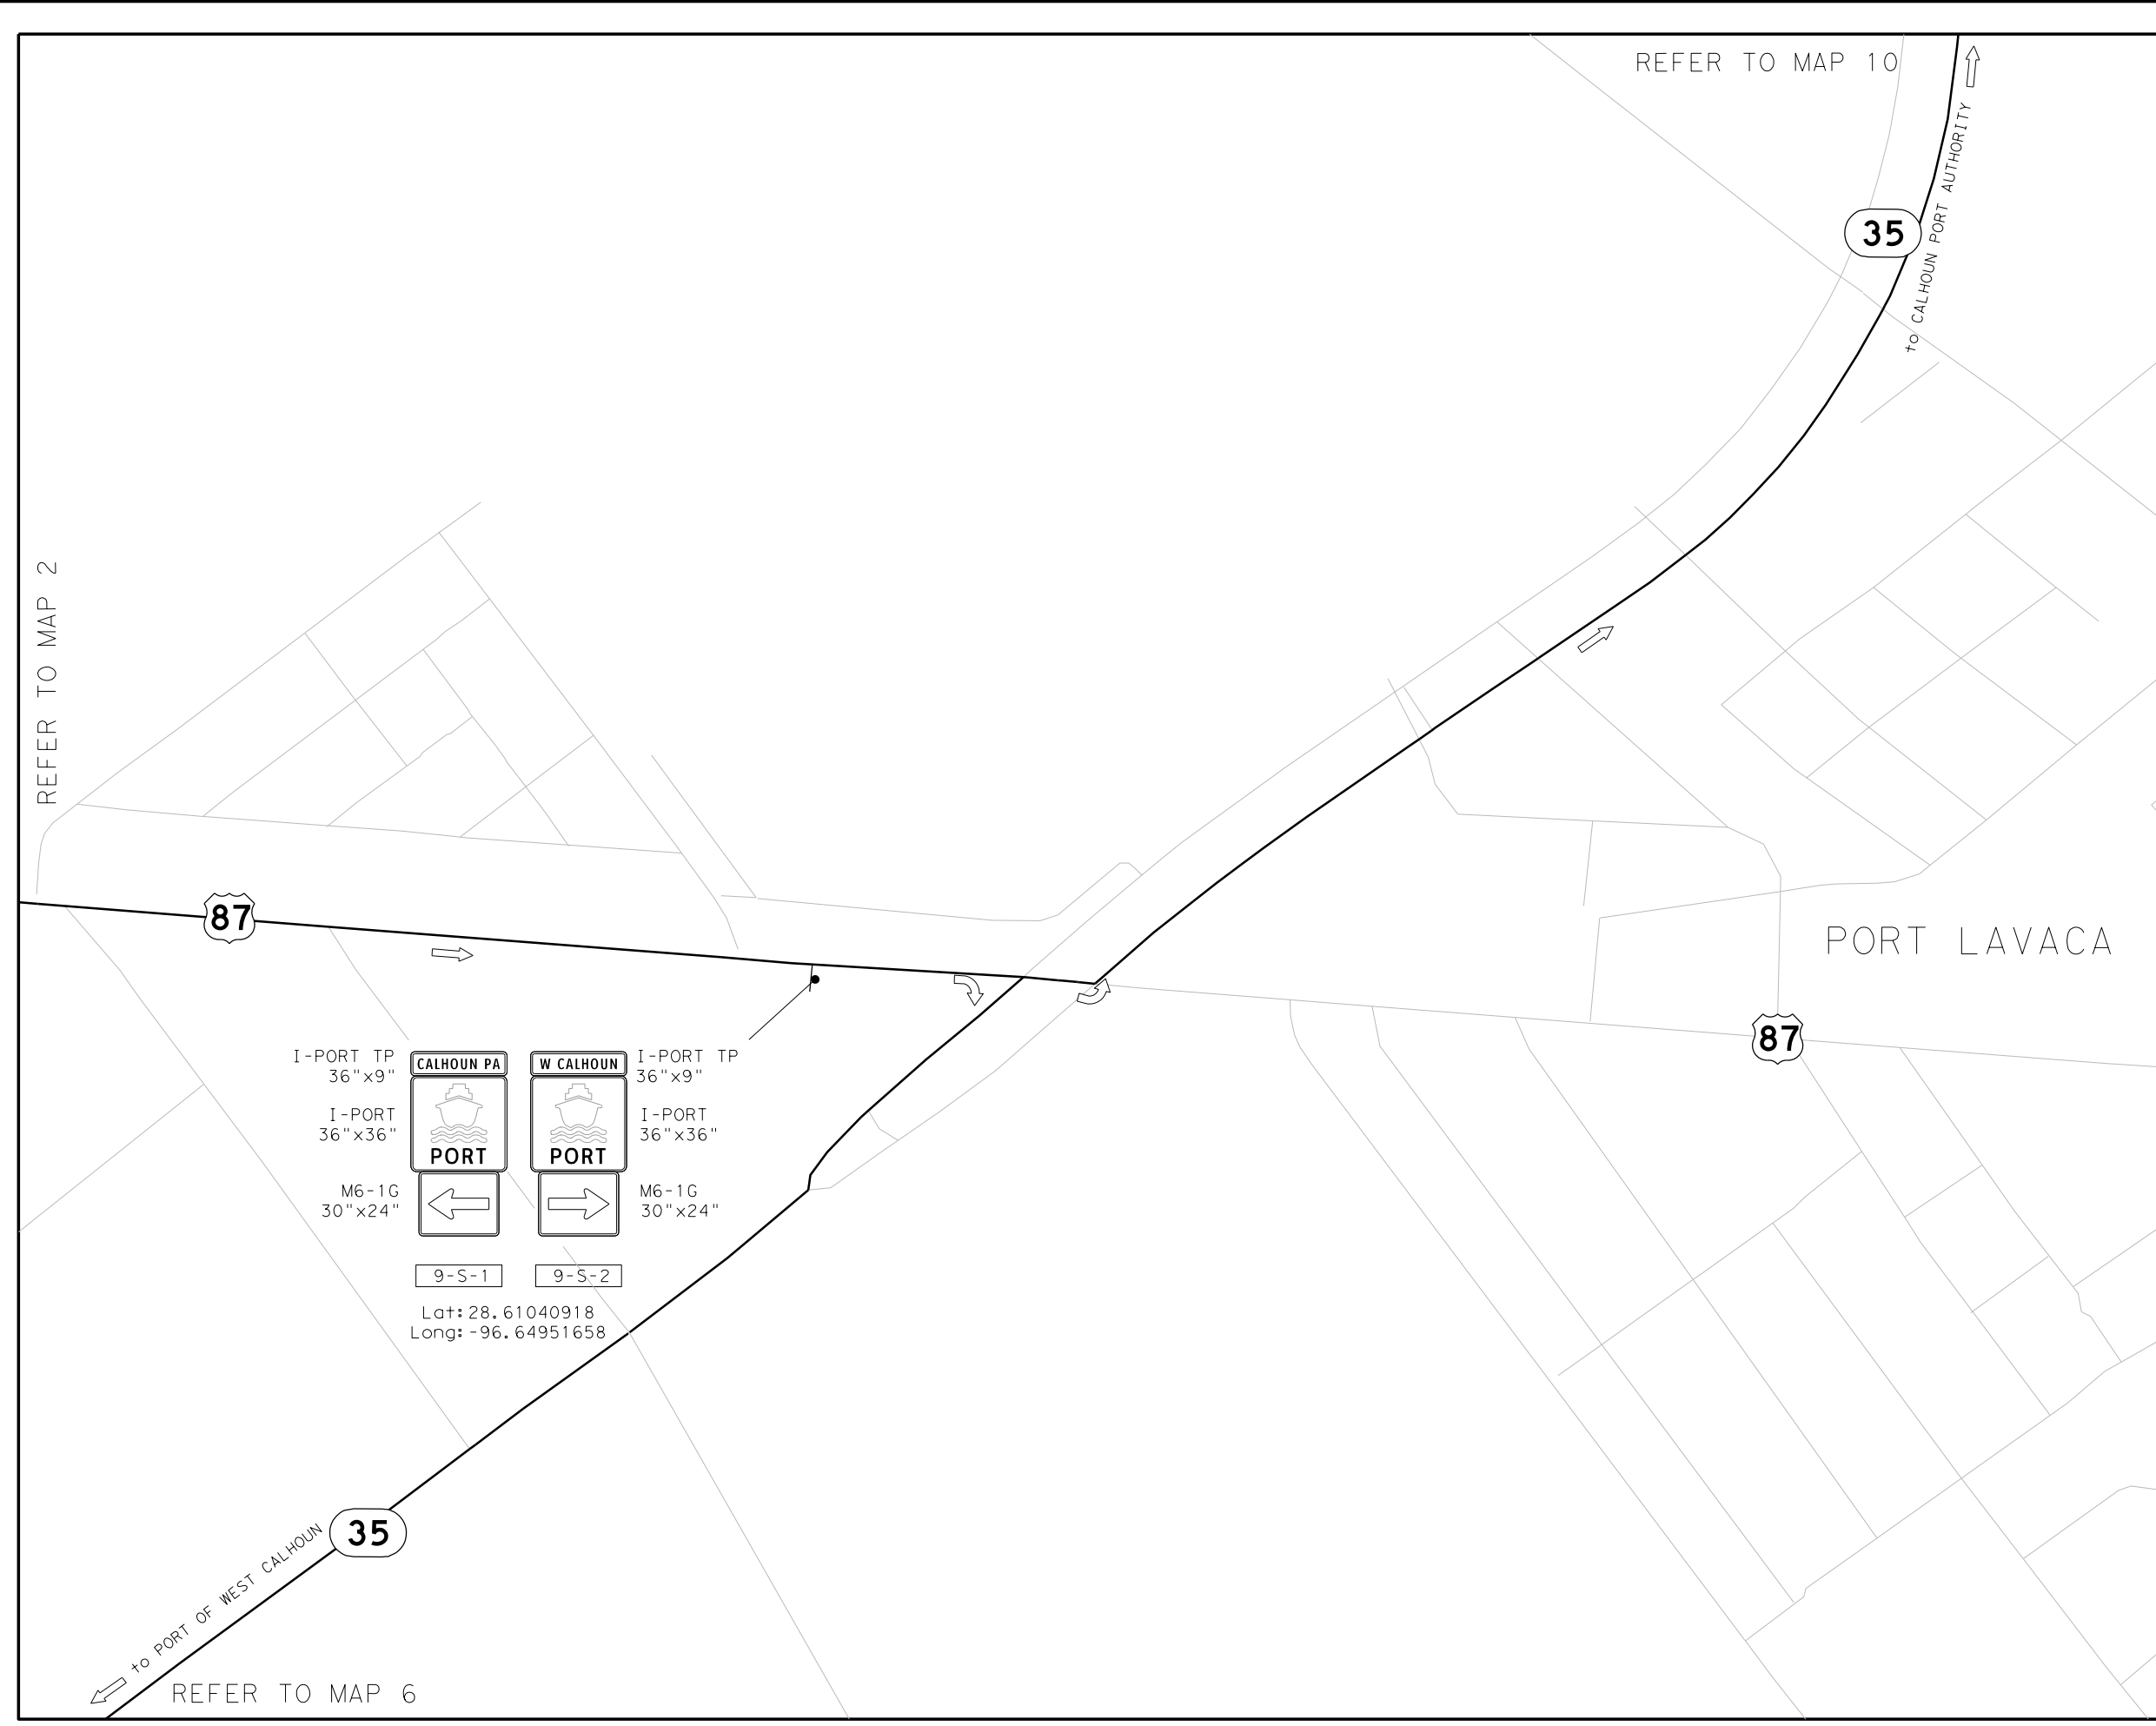 REFER TO MAP 10
35
to CALHOUN PORT AUTHORITY
REFER TO MAP 2
87
PORT LAVACA
87
I-PORT TP
36"x9"
I-PORT
36"x36"
M6-1G
30"x24"
CALHOUN PA
PORT
9-S-1
W CALHOUN
PORT
9-S-2
I-PORT TP
36"x9"
I-PORT
36"x36"
M6-1G
30"x24"
Lat:28.61040918
Long:-96.64951658
35
to PORT OF WEST CALHOUN
REFER TO MAP 6